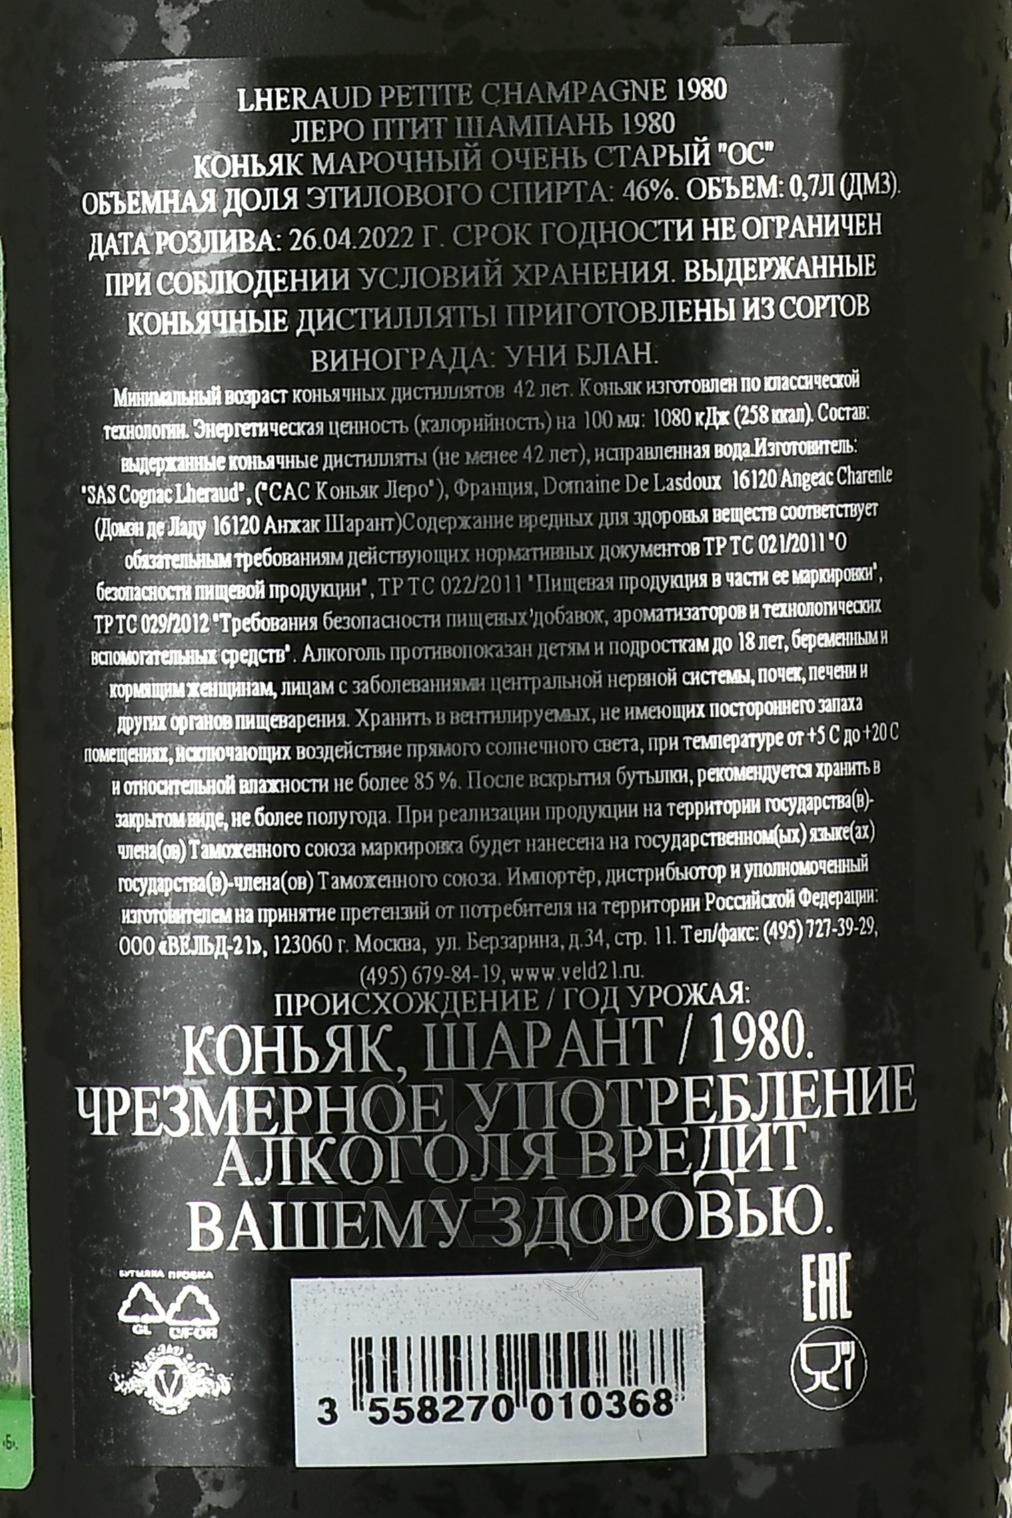 LHERAUD PETITE CHAMPAGNE 1980
ЛЕРО ПТИТ ШАМПАНЬ 1980
КОНЬЯК МАРОЧНЫЙ ОЧЕНЬ СТАРЫЙ "ОС"
ОБЪЕМНАЯ ДОЛЯ ЭТИЛОВОГО СПИРТА: 46%. ОБЪЕМ: 0,7Л (ДМ3).
ДАТА РОЗЛИВА: 26.04.2022 Г. СРОК ГОДНОСТИ НЕ ОГРАНИЧЕН
ПРИ СОБЛЮДЕНИИ УСЛОВИЙ ХРАНЕНИЯ. ВЫДЕРЖАННЫЕ
КОНЬЯЧНЫЕ ДИСТИЛЛЯТЫ ПРИГОТОВЛЕНЫ ИЗ СОРТОВ
ВИНОГРАДА: УНИ БЛАН.
Минимальный возраст коньячных дистиллятов 42 лет. Коньяк изготовлен по классической
технологии. Энергетическая ценность (калорийность) на 100 мл: 1080 кДж (258 ккал). Состав:
выдержанные коньячные дистилляты (не менее 42 лет), исправленная вода.Изготовитель:
"SAS Cognac Lheraud", ("САС Коньяк Леро"), Франция, Domaine De Lasdoux 16120 Angeac Charente
(Домэн де Ладу 16120 Анжак Шарант)Содержание вредных для здоровья веществ соответствует
обязательным требованиям действующих нормативных документов ТР ТС 021/2011 "О
безопасности пищевой продукции", ТР ТС 022/2011 "Пищевая продукция в части ее маркировки",
ТР ТС 029/2012 "Требования безопасности пищевых добавок, ароматизаторов и технологических
вспомогательных средств". Алкоголь противопоказан детям и подросткам до 18 лет, беременным и
кормящим женщинам, лицам с заболеваниями центральной нервной системы, почек, печени и
других органов пищеварения. Хранить в вентилируемых, не имеющих постороннего запаха
помещениях, исключающих воздействие прямого солнечного света, при температуре от +5 С до +20 С
и относительной влажности не более 85 %. После вскрытия бутылки, рекомендуется хранить в
закрытом виде, не более полугода. При реализации продукции на территории государства(в)-
члена(ов) Таможенного союза маркировка будет нанесена на государственном(ых) языке(ах)
государства(в)-члена(ов) Таможенного союза. Импортёр, дистрибьютор и уполномоченный
изготовителем на принятие претензий от потребителя на территории Российской Федерации:
ООО «ВЕЛЬД-21», 123060 г. Москва, ул. Берзарина, д.34, стр. 11. Тел/факс: (495) 727-39-29,
(495) 679-84-19, www.veld21.ru.
ПРОИСХОЖДЕНИЕ / ГОД УРОЖАЯ:
КОНЬЯК, ШАРАНТ / 1980.
ЧРЕЗМЕРНОЕ УПОТРЕБЛЕНИЕ
АЛКОГОЛЯ ВРЕДИТ
ВАШЕМУ ЗДОРОВЬЮ.
БУТЫЛКА ПРОБКА
GL C/FOR
EAC
3 558270 010368
«Б».